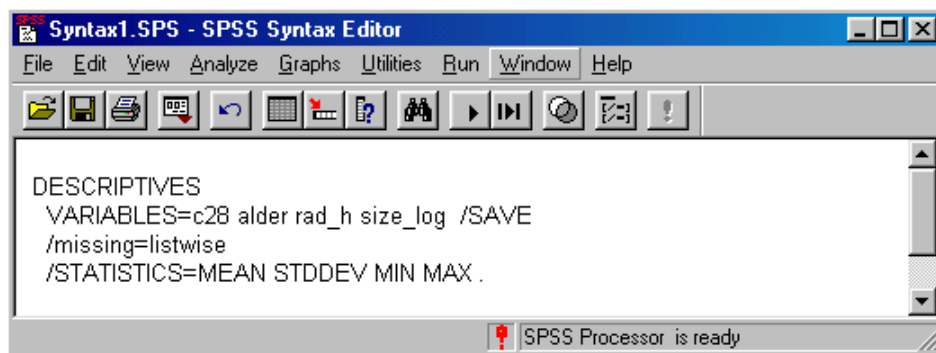 SPSS
Syntax1.SPS - SPSS Syntax Editor
File Edit View Analyze Graphs Utilities Run Window Help
DESCRIPTIVES
VARIABLES=c28 alder rad_h size_log /SAVE
/missing=listwise
/STATISTICS=MEAN STDDEV MIN MAX .
SPSS Processor is ready